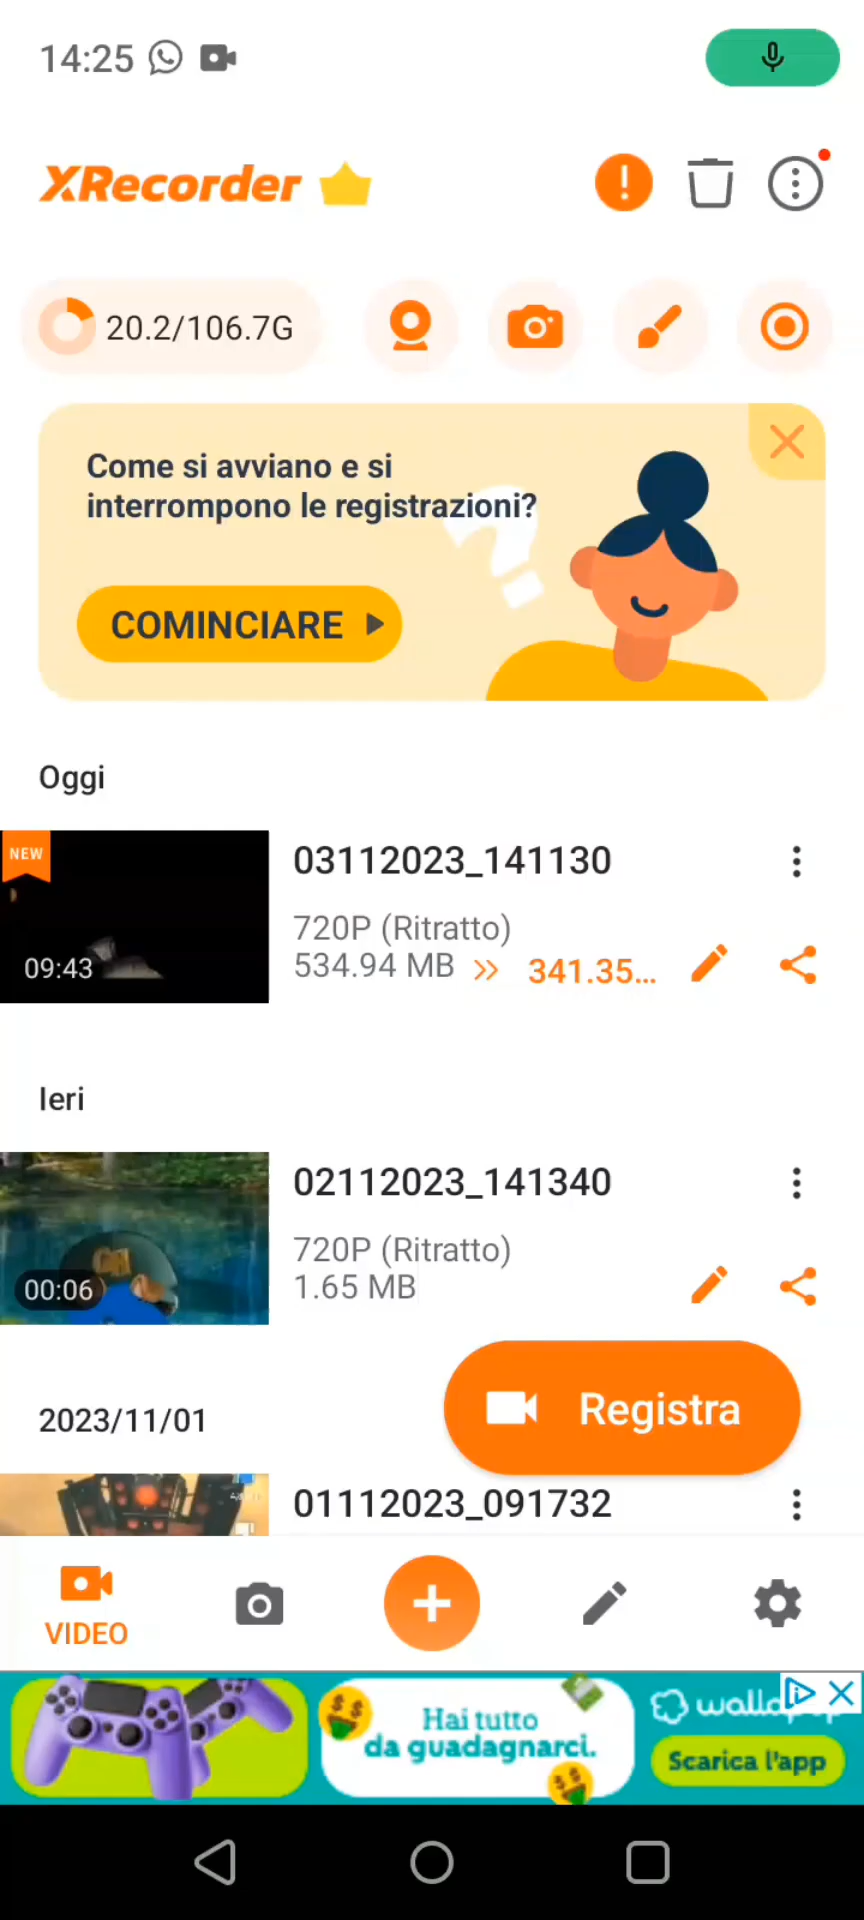 14:25
XRecorder
20.2/106.7G
Come si avviano e si
interrompono le registrazioni?
COMINCIARE
Oggi
NEW
09:43
03112023_141130
720P (Ritratto)
534.94 MB >> 341.35...
Ieri
00:06
02112023_141340
720P (Ritratto)
1.65 MB
2023/11/01
Registra
01112023_091732
VIDEO
Hai tutto
da guadagnarci.
Scarica l'app